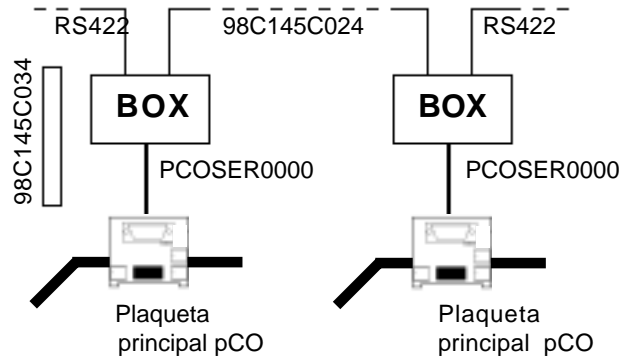 RS422
98C145C024
RS422
98C145C034
BOX
BOX
PCOSER0000
PCOSER0000
Plaqueta
principal pCO
Plaqueta
principal pCO